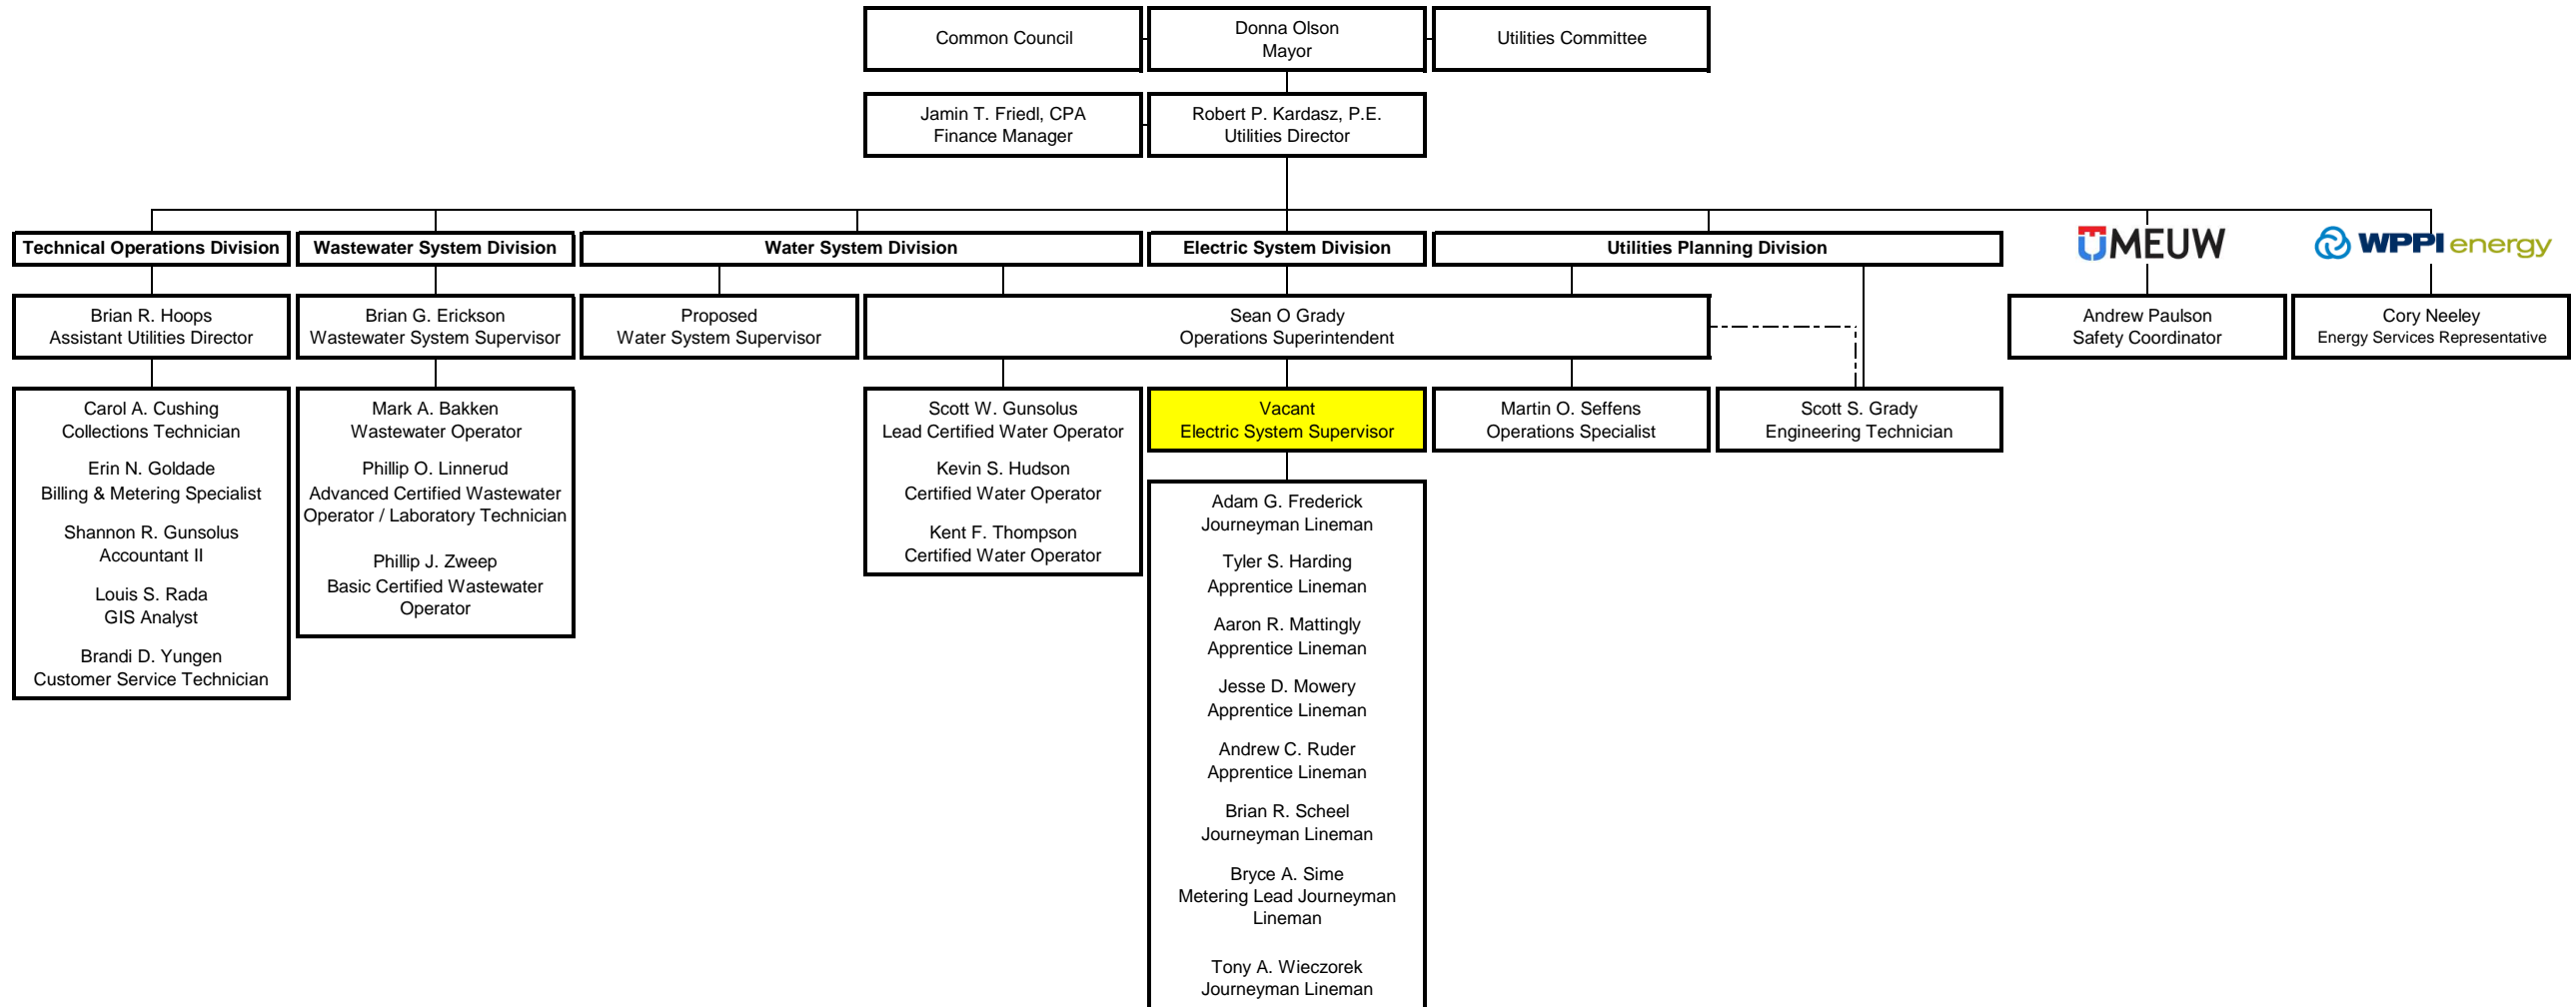 Common Council
Donna Olson
Mayor
Utilities Committee
Jamin T. Friedl, CPA
Finance Manager
Robert P. Kardasz, P.E.
Utilities Director
Technical Operations Division
Wastewater System Division
Water System Division
Electric System Division
Utilities Planning Division
MEUW
WPPI energy
Brian R. Hoops
Assistant Utilities Director
Brian G. Erickson
Wastewater System Supervisor
Proposed
Water System Supervisor
Sean O Grady
Operations Superintendent
Andrew Paulson
Safety Coordinator
Cory Neeley
Energy Services Representative
Carol A. Cushing
Collections Technician
Erin N. Goldade
Billing & Metering Specialist
Shannon R. Gunsolus
Accountant II
Louis S. Rada
GIS Analyst
Brandi D. Yungen
Customer Service Technician
Mark A. Bakken
Wastewater Operator
Phillip O. Linnerud
Advanced Certified Wastewater
Operator / Laboratory Technician
Phillip J. Zweep
Basic Certified Wastewater
Operator
Scott W. Gunsolus
Lead Certified Water Operator
Kevin S. Hudson
Certified Water Operator
Kent F. Thompson
Certified Water Operator
Vacant
Electric System Supervisor
Martin O. Seffens
Operations Specialist
Scott S. Grady
Engineering Technician
Adam G. Frederick
Journeyman Lineman
Tyler S. Harding
Apprentice Lineman
Aaron R. Mattingly
Apprentice Lineman
Jesse D. Mowery
Apprentice Lineman
Andrew C. Ruder
Apprentice Lineman
Brian R. Scheel
Journeyman Lineman
Bryce A. Sime
Metering Lead Journeyman
Lineman
Tony A. Wieczorek
Journeyman Lineman